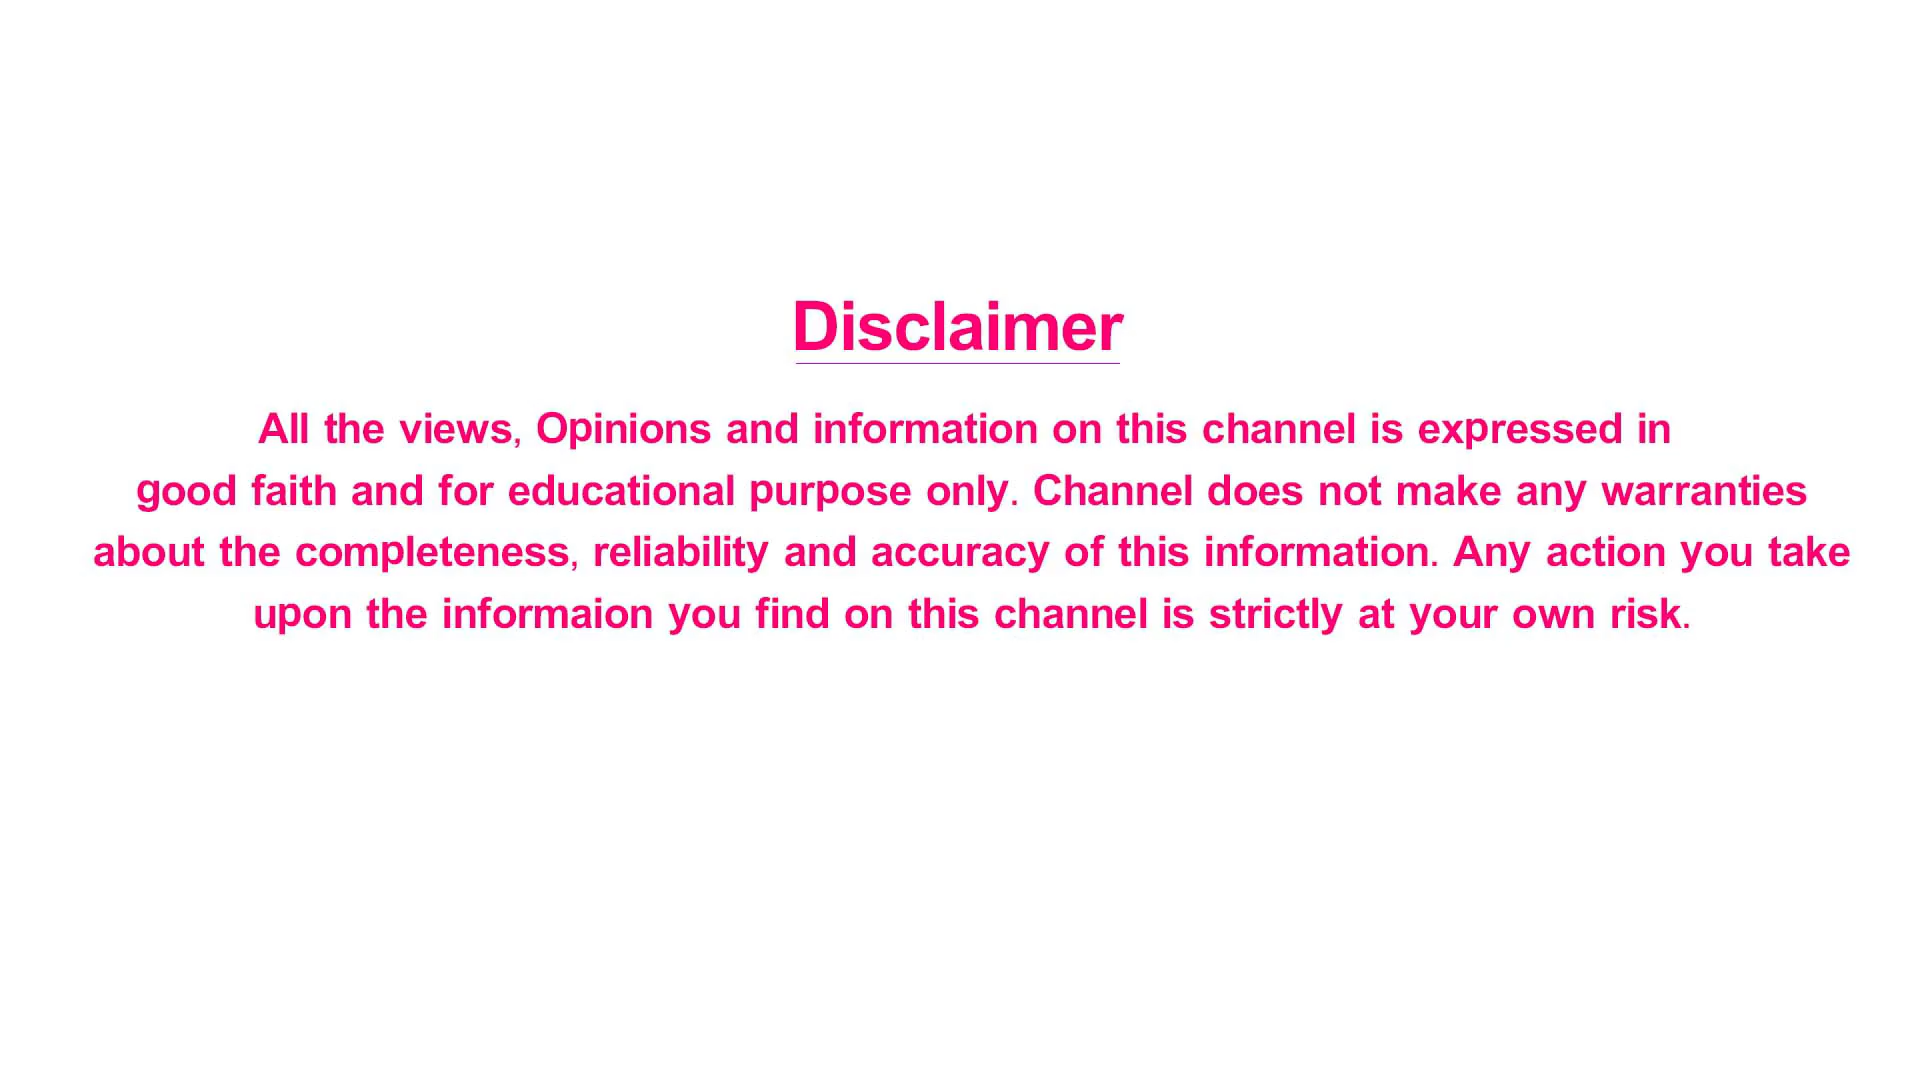 Disclaimer
All the views, Opinions and information on this channel is expressed in
good faith and for educational purpose only. Channel does not make any warranties
about the completeness, reliability and accuracy of this information. Any action you take
upon the informaion you find on this channel is strictly at your own risk.